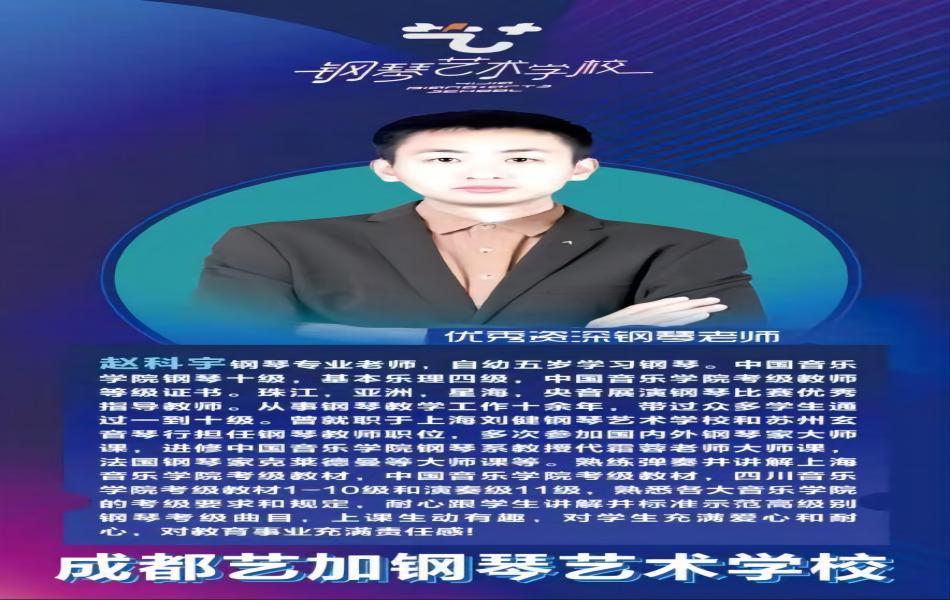 钢琴艺术学校
优秀资深钢琴老师
赵科宇钢琴专业老师，自幼五岁学习钢琴。中国音乐
学院钢琴十级，基本乐理四级，中国音乐学院考级教师
等级证书。珠江，亚洲，星海，央音展演钢琴比赛优秀
指导教师。从事钢琴教学工作十余年，带过众多学生通
过一到十级。曾就职于上海刘健钢琴艺术学校和苏州玄
音琴行担任钢琴教师职位，多次参加国内外钢琴家大师
课，进修中国音乐学院钢琴系教授代霜蓉老师大师课，
法国钢琴家克莱德曼等大师课等。熟练弹奏并讲解上海
音乐学院考级教材，中国音乐学院考级教材，四川音乐
学院考级教材1-10级和演奏级11级，熟悉各大音乐学院
的考级要求和规定，耐心跟学生讲解并标准示范高级别
钢琴考级曲目，上课生动有趣，对学生充满爱心和耐
心，对教育事业充满责任感!
成都艺加钢琴艺术学校